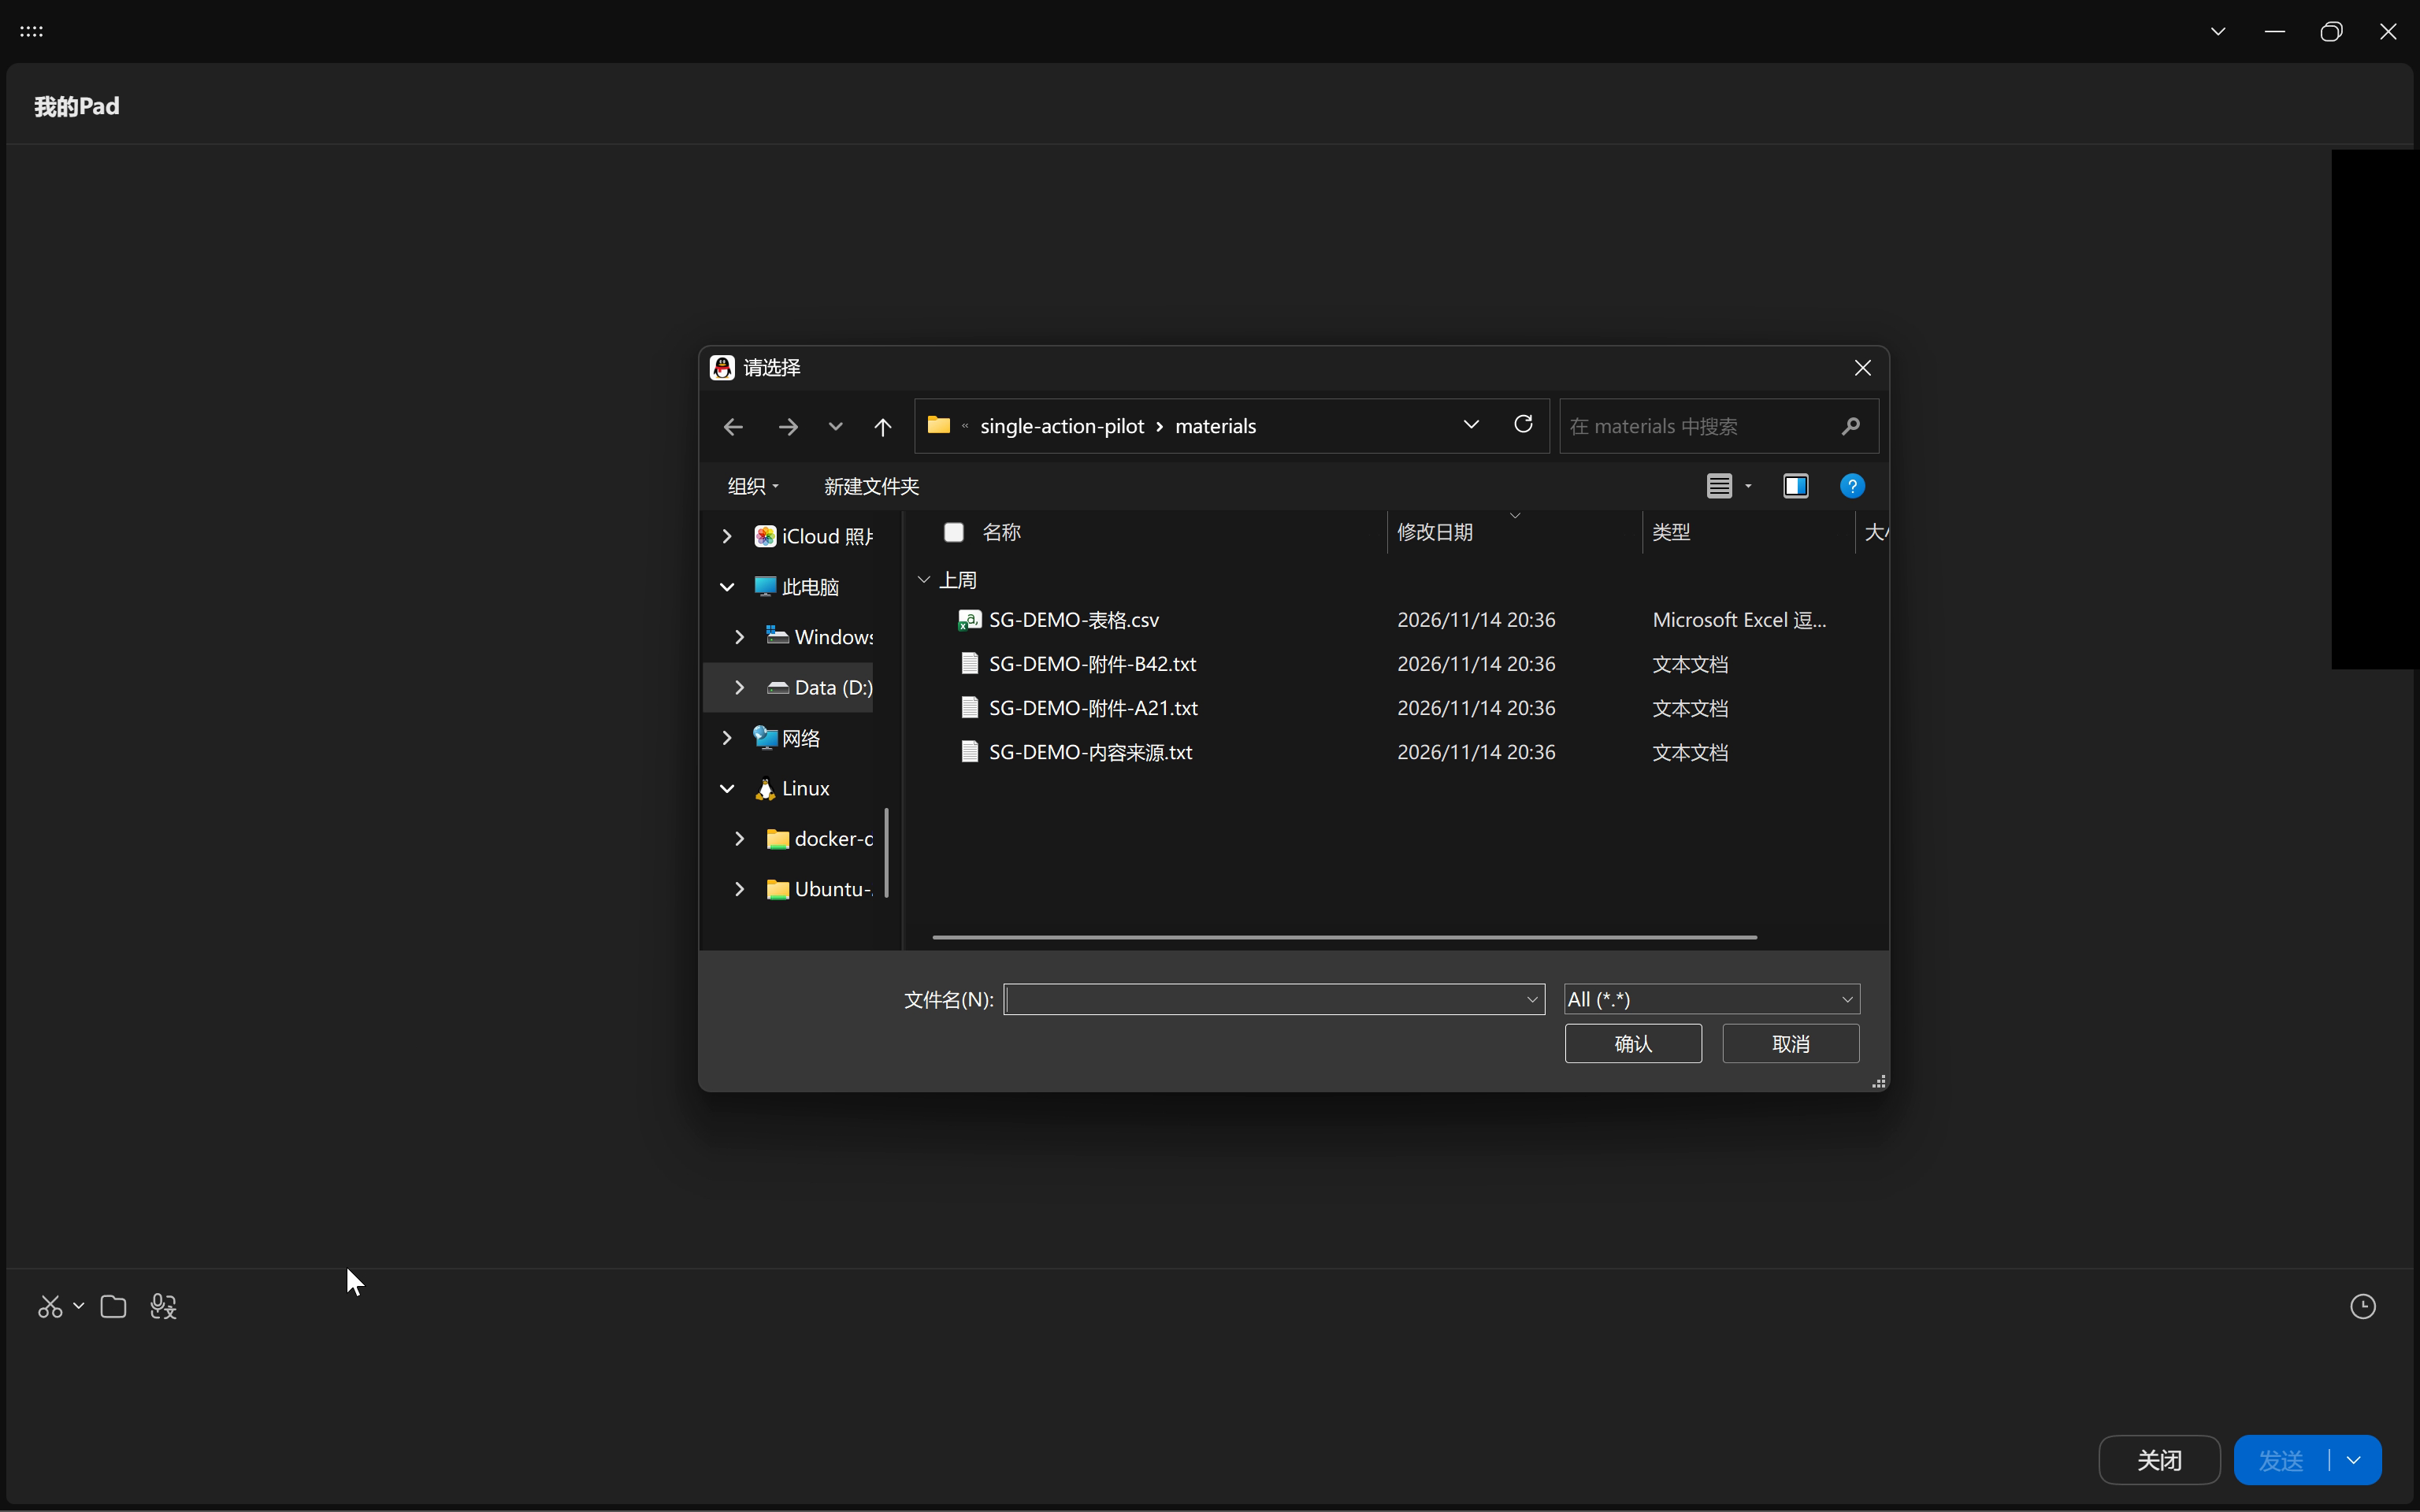 我的Pad
请选择
« single-action-pilot › materials
在 materials 中搜索
组织
新建文件夹
iCloud 照片
此电脑
Windows
Data (D:)
网络
Linux
docker-d
Ubuntu-
名称 修改日期 类型 大小
上周
SG-DEMO-表格.csv 2026/11/14 20:36 Microsoft Excel 逗...
SG-DEMO-附件-B42.txt 2026/11/14 20:36 文本文档
SG-DEMO-附件-A21.txt 2026/11/14 20:36 文本文档
SG-DEMO-内容来源.txt 2026/11/14 20:36 文本文档
文件名(N):
All (*.*)
确认
取消
关闭
发送